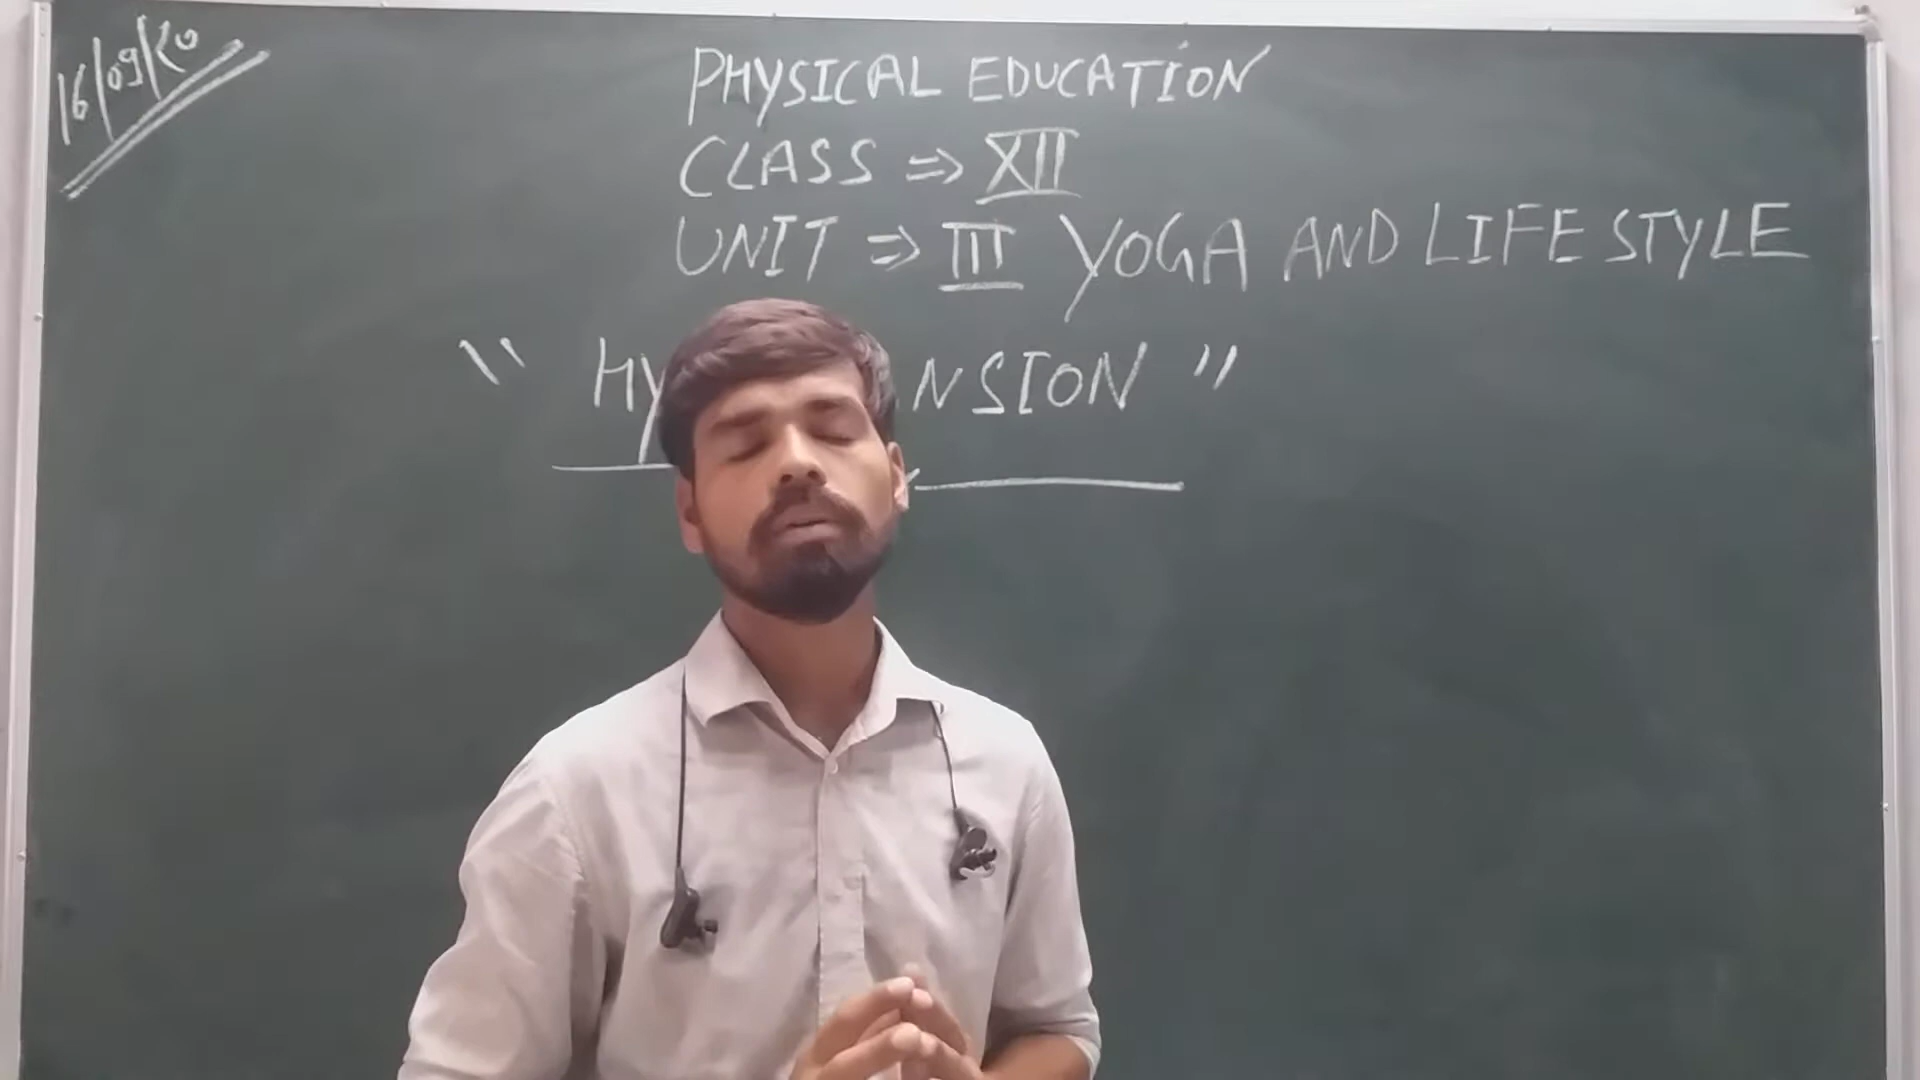 16/09/20
PHYSICAL EDUCATION
CLASS => XII
UNIT => III YOGA AND LIFE STYLE
" HY NSION "